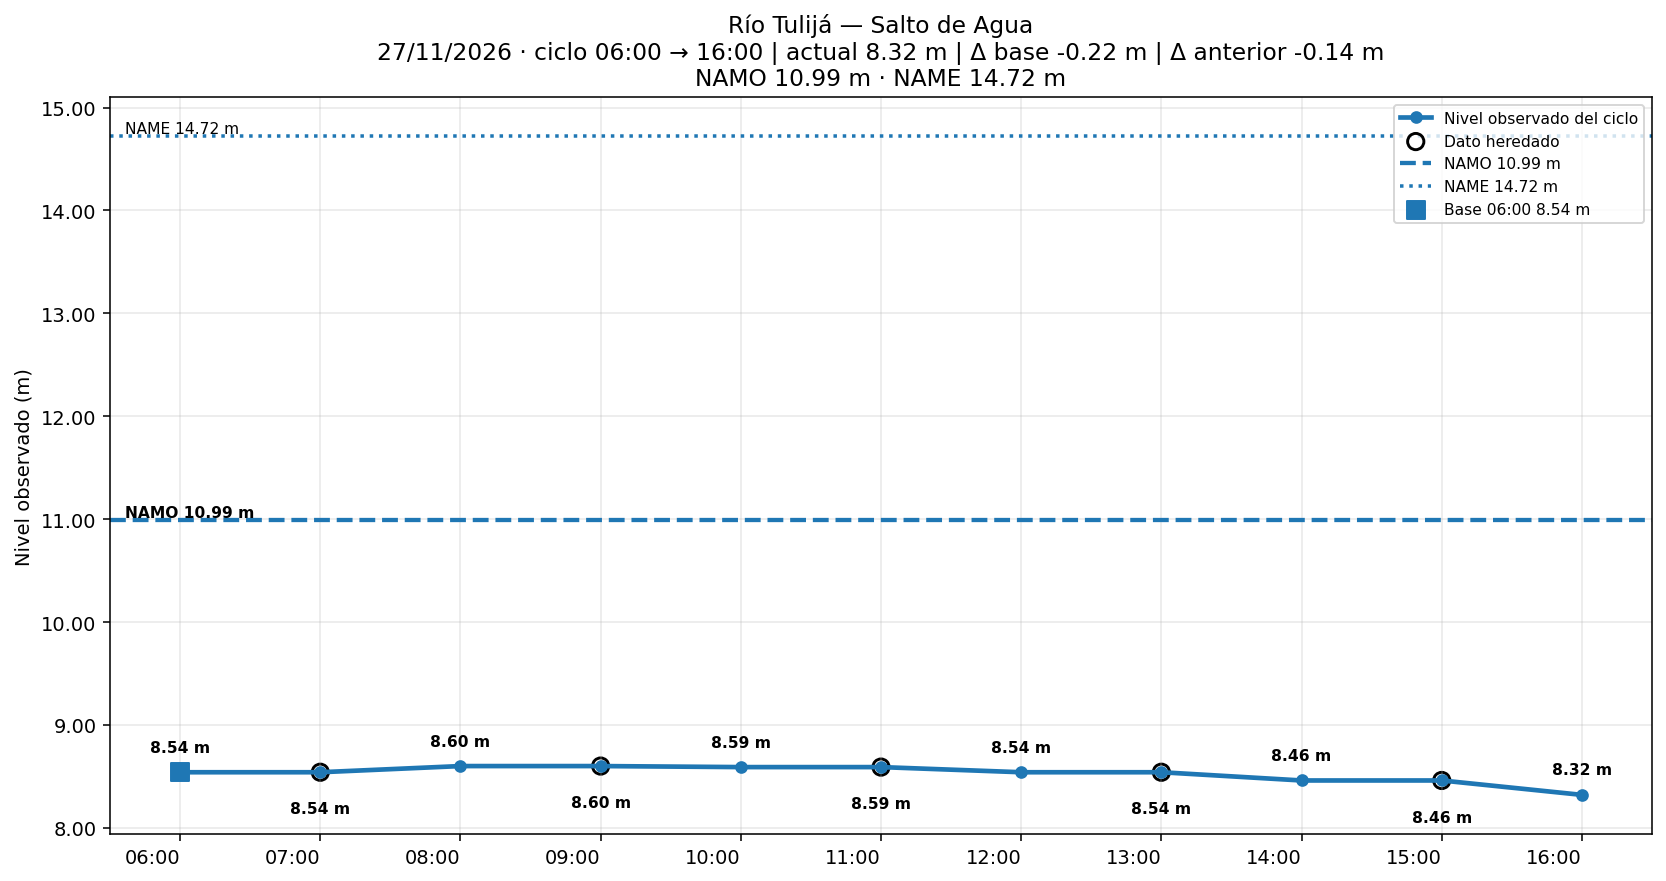 Río Tulijá — Salto de Agua
27/11/2026 · ciclo 06:00 → 16:00 | actual 8.32 m | Δ base -0.22 m | Δ anterior -0.14 m
NAMO 10.99 m · NAME 14.72 m
Nivel observado (m)
15.00
14.00
13.00
12.00
11.00
10.00
9.00
8.00
NAME 14.72 m
NAMO 10.99 m
Nivel observado del ciclo
Dato heredado
NAMO 10.99 m
NAME 14.72 m
Base 06:00 8.54 m
8.54 m
8.54 m
8.60 m
8.60 m
8.59 m
8.59 m
8.54 m
8.54 m
8.46 m
8.46 m
8.32 m
06:00
07:00
08:00
09:00
10:00
11:00
12:00
13:00
14:00
15:00
16:00